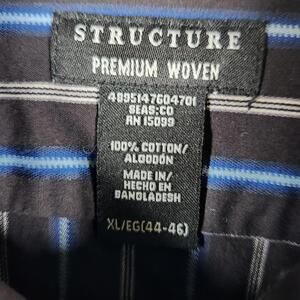 STRUCTURE
PREMIUM WOVEN
4895147604701
SEAS:CO
RN 15099
100% COTTON/
ALGODÓN
MADE IN/
HECHO EN
BANGLADESH
XL/EG(44-46)